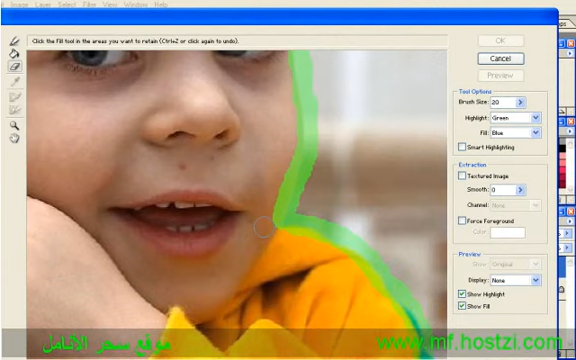 Image Layer Select Filter View Window Help
Click the Fill tool in the areas you want to retain (Ctrl+Z or click again to undo).
OK
Cancel
Preview
Tool Options
Brush Size: 20
Highlight: Green
Fill: Blue
Smart Highlighting
Extraction
Textured Image
Smooth: 0
Channel: None
Force Foreground
Color:
Preview
Show: Original
Display: None
Show Highlight
Show Fill
موقع سحر الأنامل
www.mf.hostzi.com